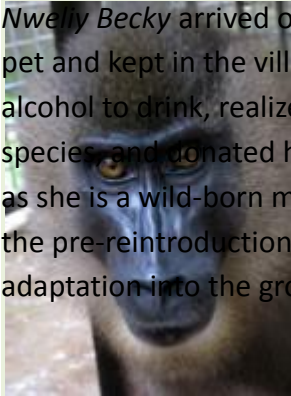 Nweliy Becky arrived o
pet and kept in the vill
alcohol to drink, realize
species, and donated h
as she is a wild-born m
the pre-reintroduction
adaptation into the gro